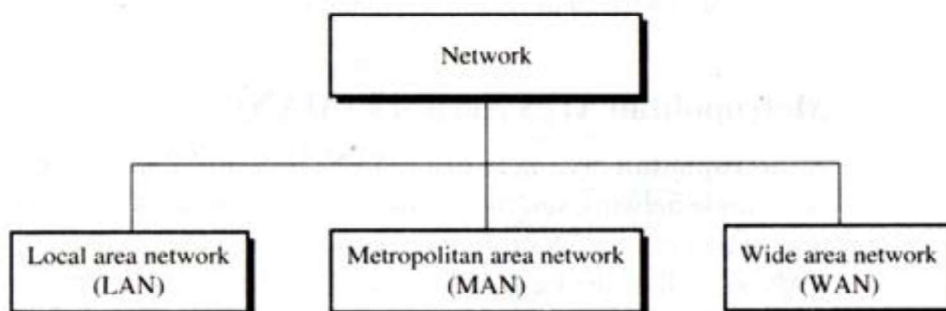 Network
Local area network
(LAN)
Metropolitan area network
(MAN)
Wide area network
(WAN)